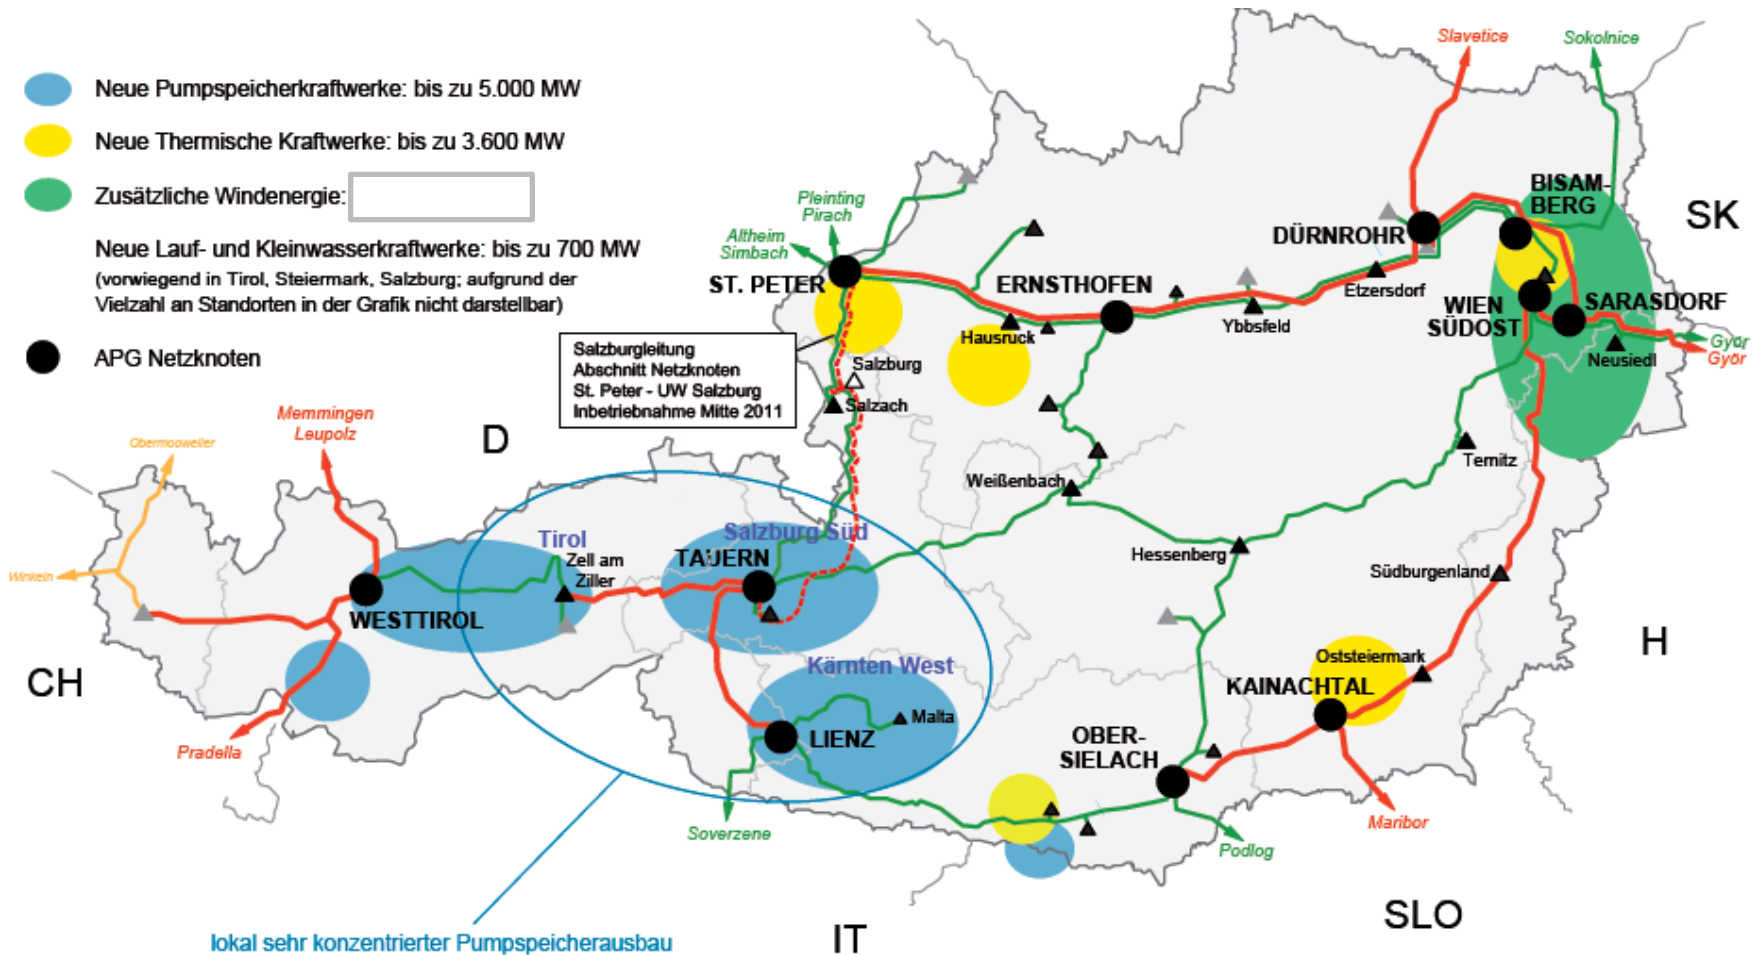 Slavetice
Sokolnice
Neue Pumpspeicherkraftwerke: bis zu 5.000 MW
Neue Thermische Kraftwerke: bis zu 3.600 MW
Zusätzliche Windenergie:
Neue Lauf- und Kleinwasserkraftwerke: bis zu 700 MW
(vorwiegend in Tirol, Steiermark, Salzburg; aufgrund der
Vielzahl an Standorten in der Grafik nicht darstellbar)
APG Netzknoten
Pleinting
Pirach
Altheim
Simbach
ST. PETER
BISAM-
BERG
SK
DÜRNROHR
ERNSTHOFEN
Etzersdorf
WIEN
SÜDOST
SARASDORF
Hausruck
Ybbsfeld
Neusiedl
Györ
Györ
Salzburgleitung
Abschnitt Netzknoten
St. Peter - UW Salzburg
Inbetriebnahme Mitte 2011
Salzburg
Salzach
Memmingen
Leupolz
D
Obermooweiler
Ternitz
Weißenbach
Tirol
Salzburg Süd
TAUERN
Zell am
Ziller
Hessenberg
Südburgenland
Winkeln
WESTTIROL
CH
H
Kärnten West
Oststeiermark
KAINACHTAL
Malta
LIENZ
OBER-
SIELACH
Pradella
Soverzene
Maribor
Podlog
SLO
IT
lokal sehr konzentrierter Pumpspeicherausbau